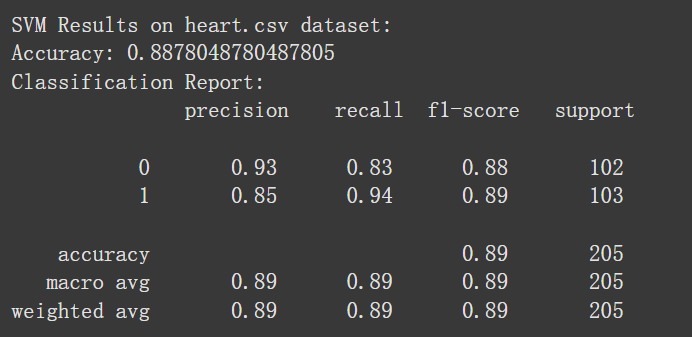 SVM Results on heart.csv dataset:
Accuracy: 0.8878048780487805
Classification Report:
precision recall f1-score support
0 0.93 0.83 0.88 102
1 0.85 0.94 0.89 103
accuracy 0.89 205
macro avg 0.89 0.89 0.89 205
weighted avg 0.89 0.89 0.89 205